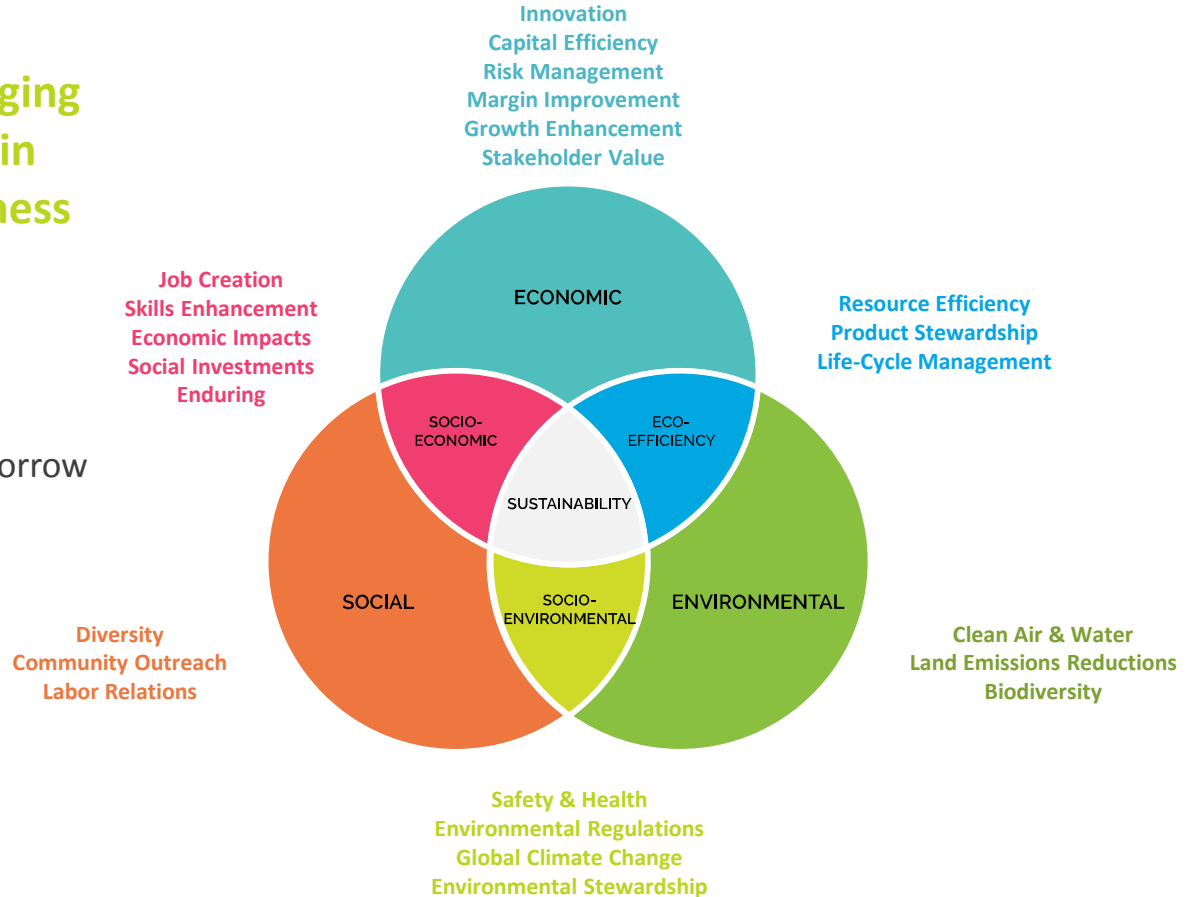 Innovation
Capital Efficiency
Risk Management
Margin Improvement
Growth Enhancement
Stakeholder Value
ging
in
ness
Job Creation
Skills Enhancement
Economic Impacts
Social Investments
Enduring
ECONOMIC
Resource Efficiency
Product Stewardship
Life-Cycle Management
SOCIO-
ECONOMIC
ECO-
EFFICIENCY
orrow
SUSTAINABILITY
SOCIAL
SOCIO-
ENVIRONMENTAL
ENVIRONMENTAL
Diversity
Community Outreach
Labor Relations
Clean Air & Water
Land Emissions Reductions
Biodiversity
Safety & Health
Environmental Regulations
Global Climate Change
Environmental Stewardship